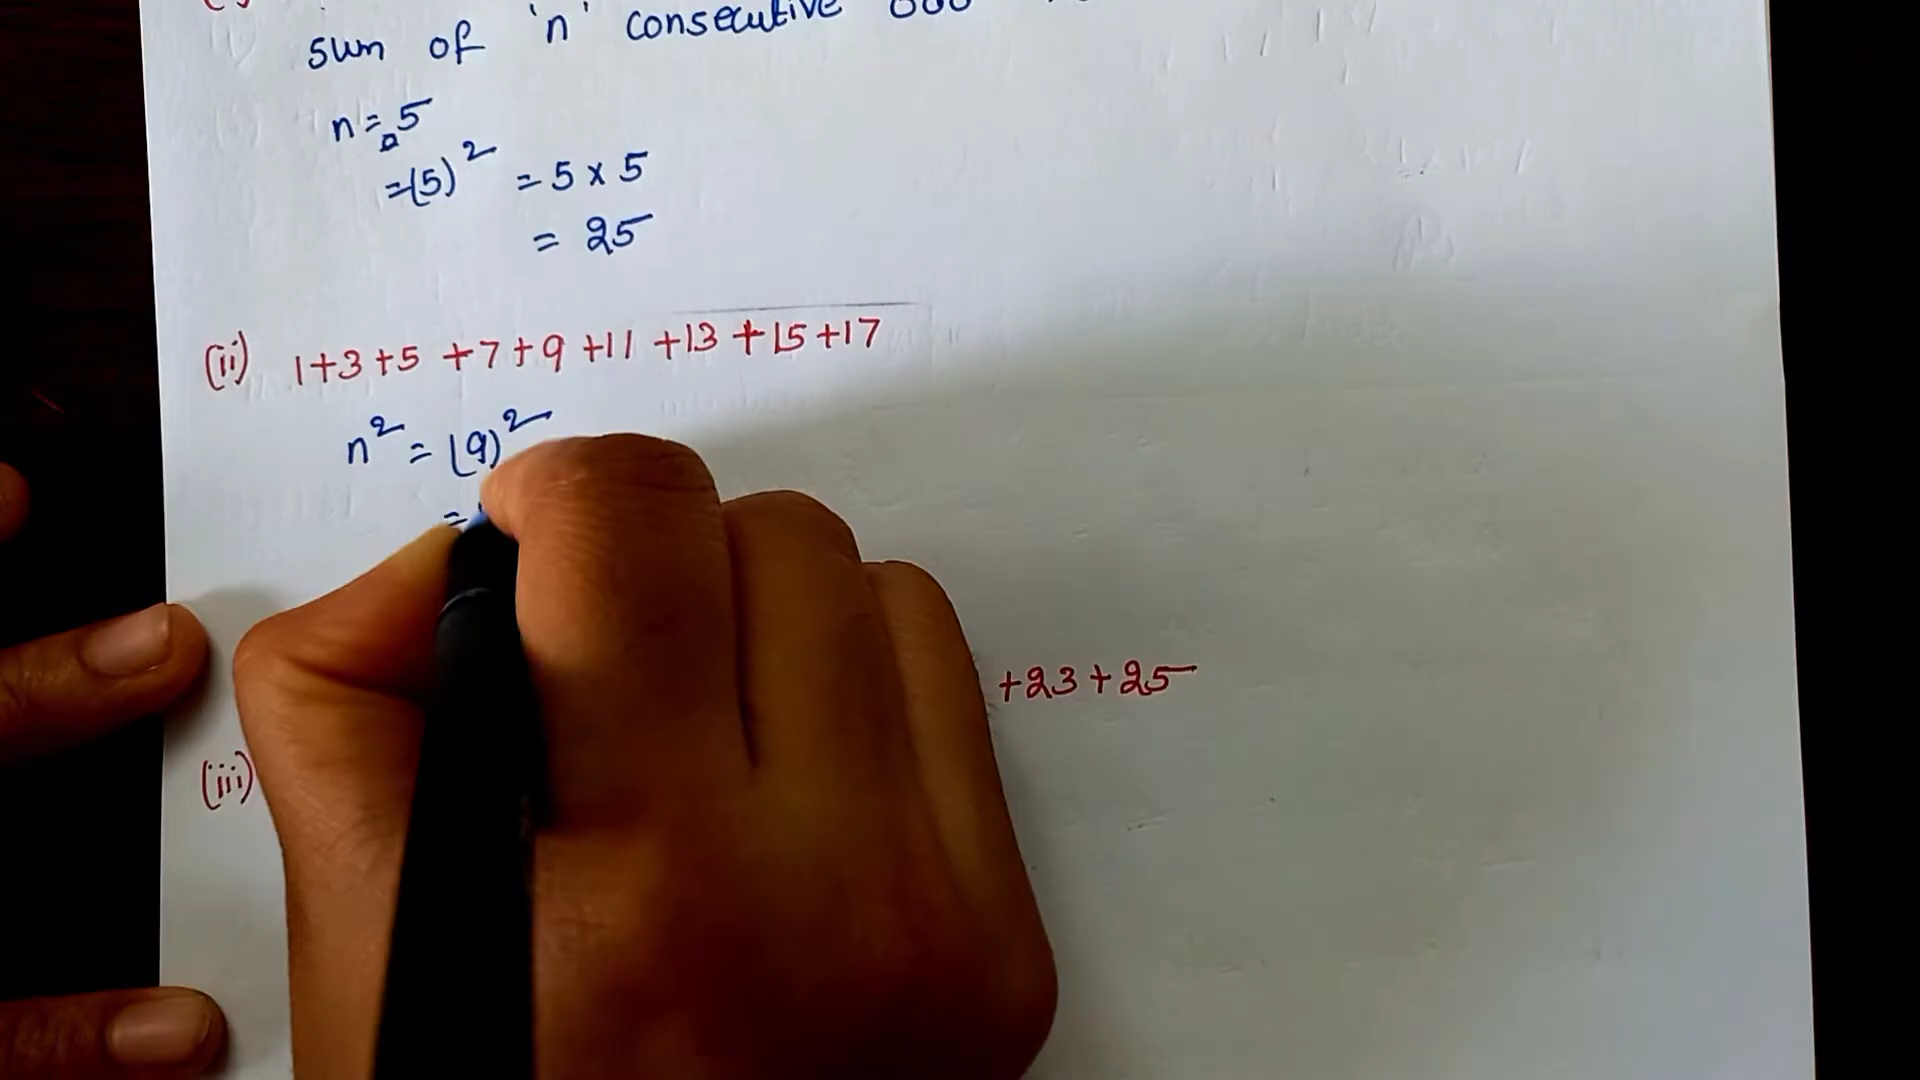 sum of 'n' consecutive
n = 5
=(5)² = 5 x 5
= 25
(ii) 1+3+5+7+9+11+13+15+17
n² = (9)²
=
+23+25
(iii)